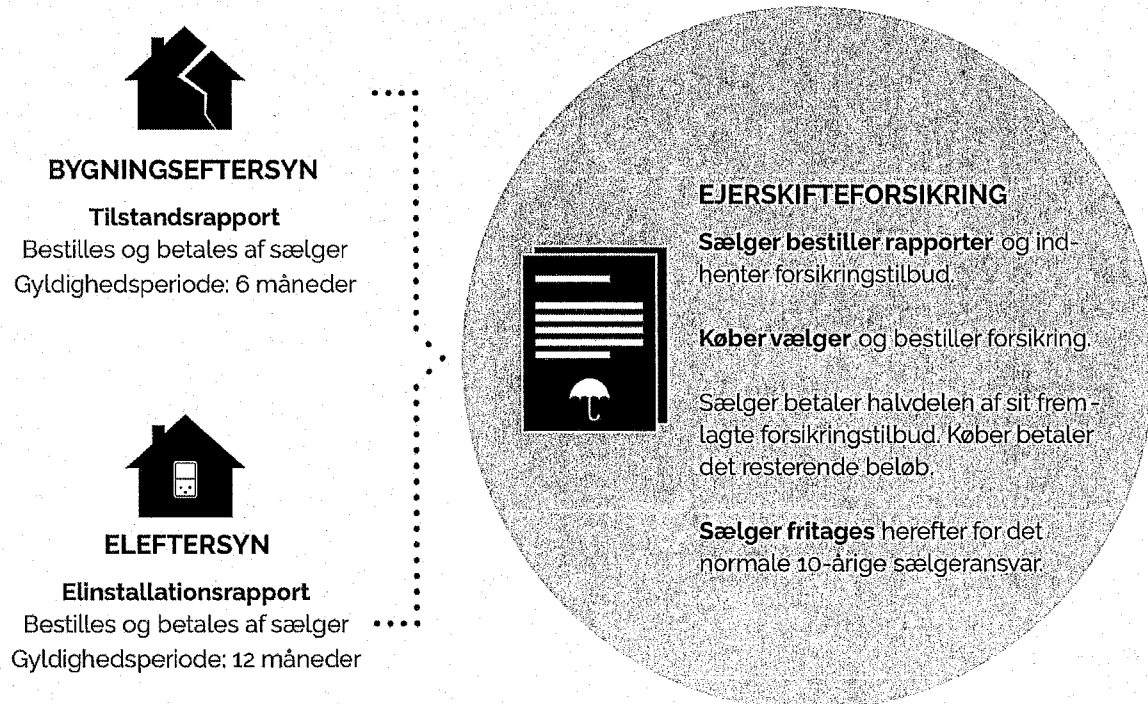 BYGNINGSEFTERSYN
Tilstandsrapport
Bestilles og betales af sælger
Gyldighedsperiode: 6 måneder
ELEFTERSYN
Elinstallationsrapport
Bestilles og betales af sælger
Gyldighedsperiode: 12 måneder
EJERSKIFTEFORSIKRING
Sælger bestiller rapporter og ind-
henter forsikringstilbud.
Køber vælger og bestiller forsikring.
Sælger betaler halvdelen af sit frem-
lagte forsikringstilbud. Køber betaler
det resterende beløb.
Sælger fritages herefter for det
normale 10-årige sælgeransvar.